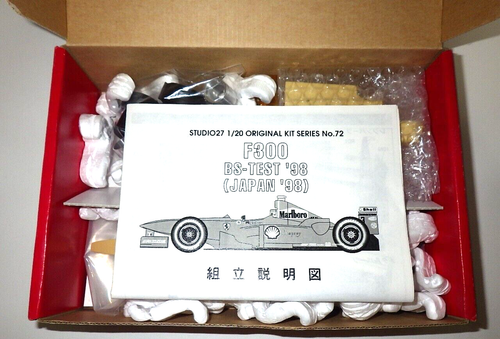 STUDIO27 1/20 ORIGINAL KIT SERIES No.72
F300
BS-TEST '98
(JAPAN '98)
Marlboro
Shell
組立説明図